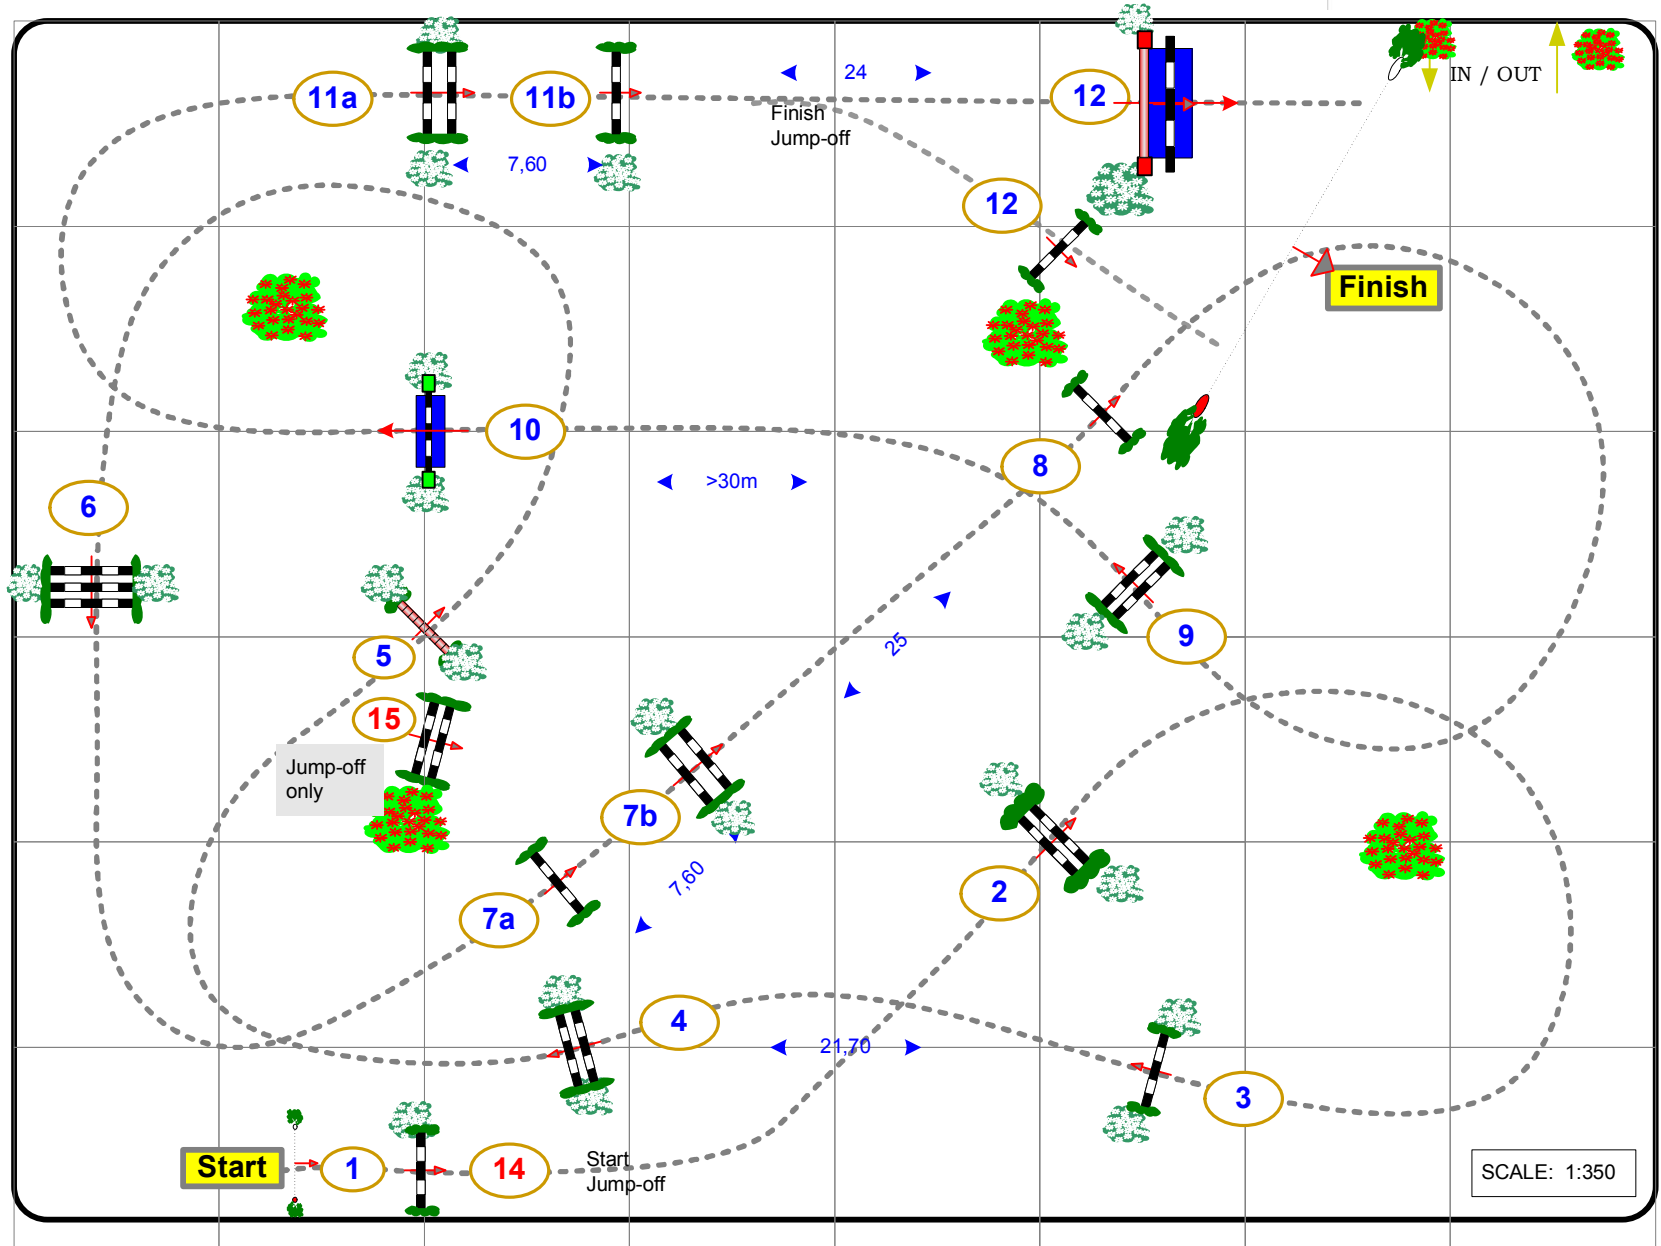 24
IN / OUT
11a
11b
12
Finish
Jump-off
7,60
12
Finish
10
8
>30m
6
25
9
5
15
Jump-off
only
7b
7,60
2
7a
4
21,70
3
Start
1
14
Start
Jump-off
SCALE: 1:350